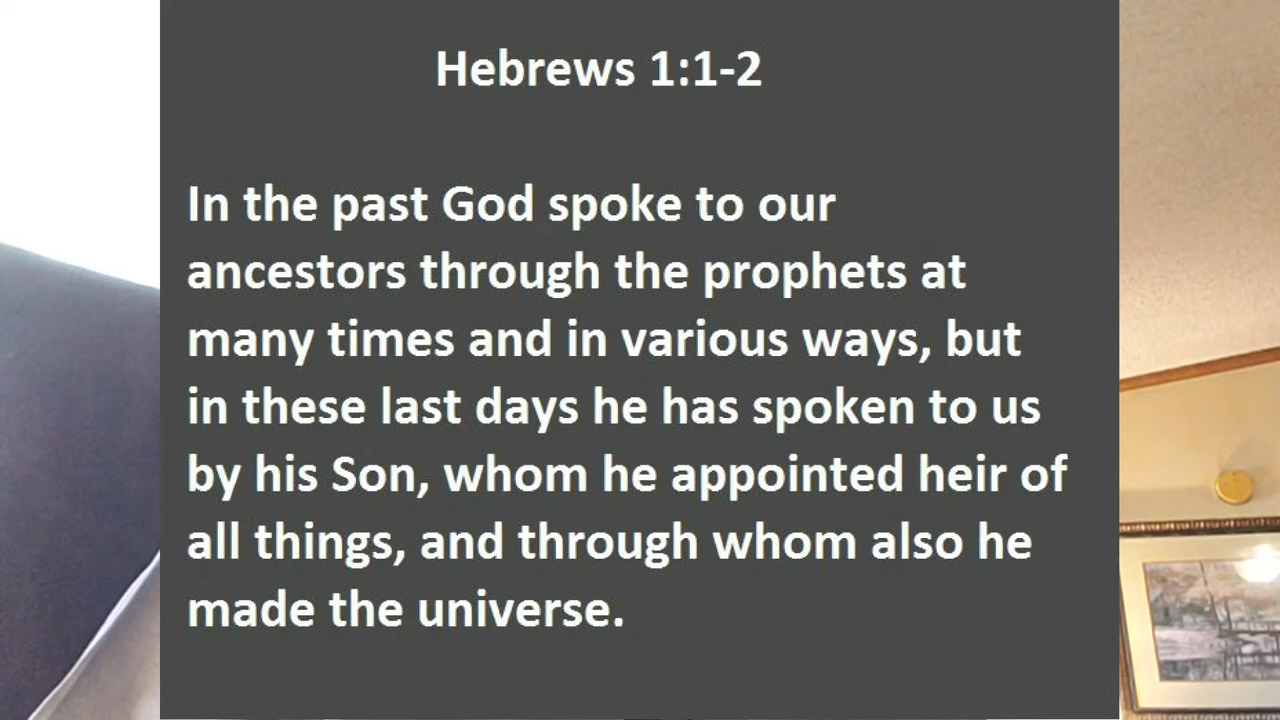 Hebrews 1:1-2
In the past God spoke to our
ancestors through the prophets at
many times and in various ways, but
in these last days he has spoken to us
by his Son, whom he appointed heir of
all things, and through whom also he
made the universe.